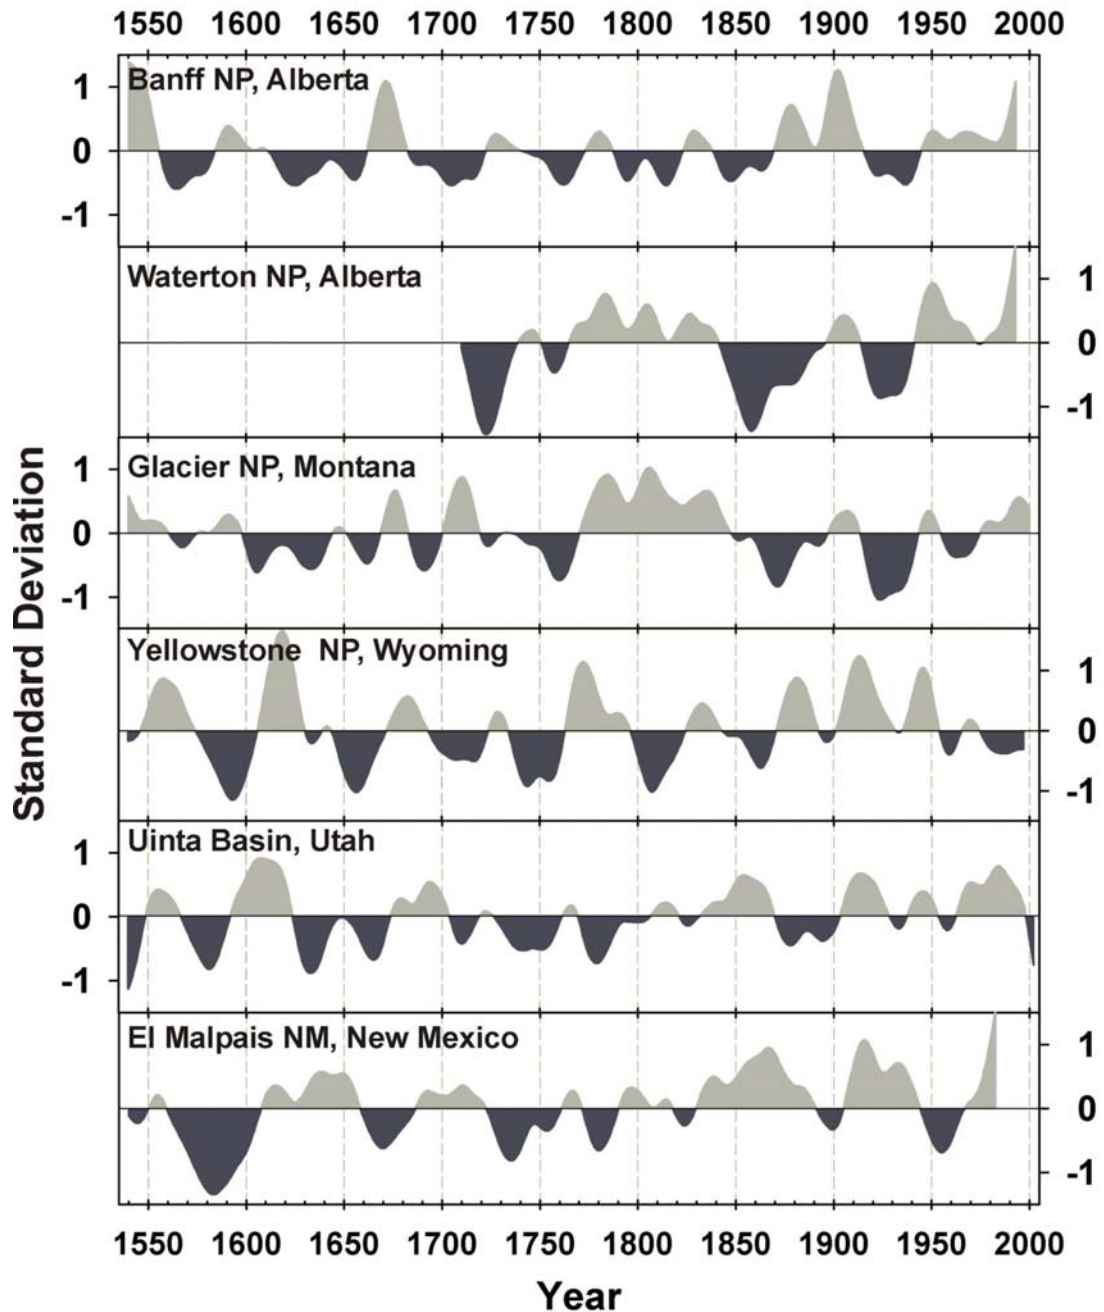 1550 1600 1650 1700 1750 1800 1850 1900 1950 2000
Banff NP, Alberta
1
0
-1
Waterton NP, Alberta
1
0
-1
Glacier NP, Montana
1
0
-1
Standard Deviation
Yellowstone  NP, Wyoming
1
0
-1
Uinta Basin, Utah
1
0
-1
El Malpais NM, New Mexico
1
0
-1
1550 1600 1650 1700 1750 1800 1850 1900 1950 2000
Year